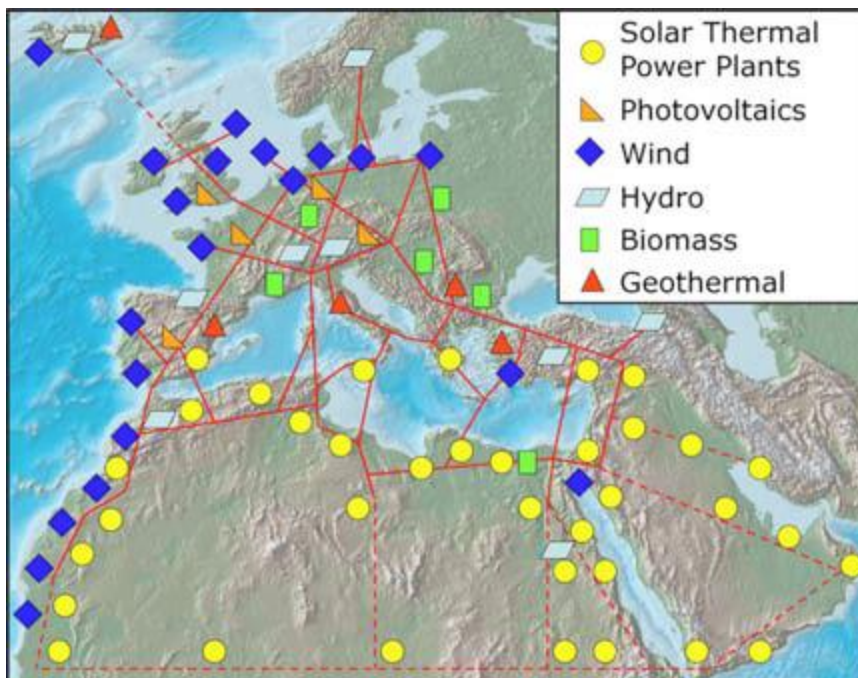 Solar Thermal
Power Plants
Photovoltaics
Wind
Hydro
Biomass
Geothermal